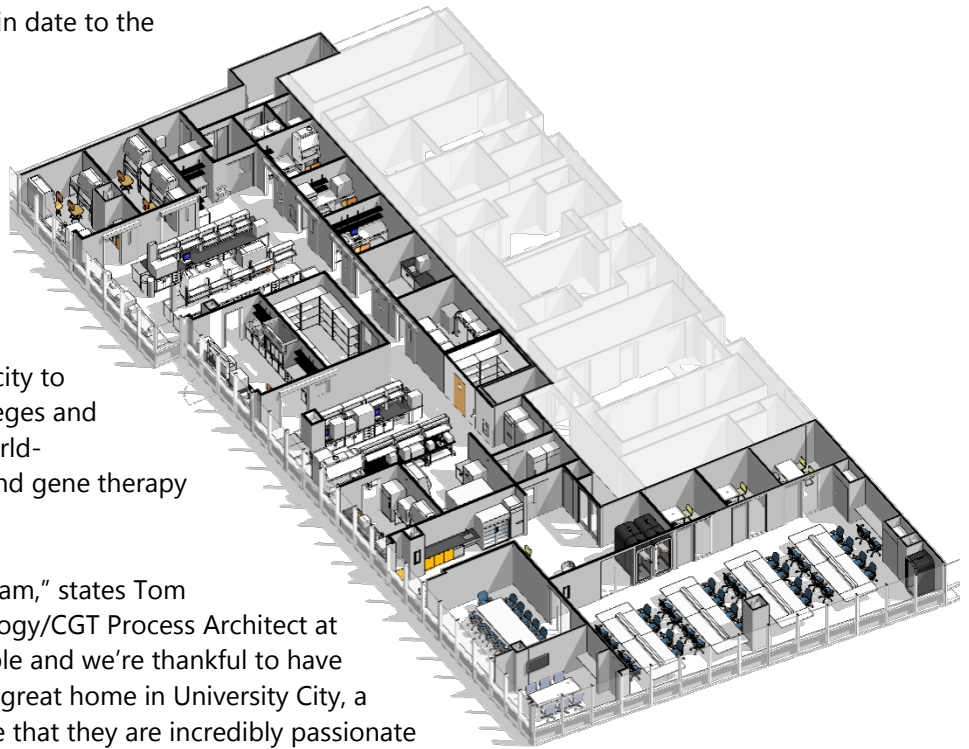 in date to the
city to
eges and
rld-
nd gene therapy
am,” states Tom
ogy/CGT Process Architect at
ble and we’re thankful to have
great home in University City, a
e that they are incredibly passionate